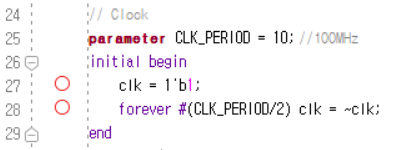 24 // Clock
25 parameter CLK_PERIOD = 10; //100MHz
26 initial begin
27 clk = 1'b1;
28 forever #(CLK_PERIOD/2) clk = ~clk;
29 end